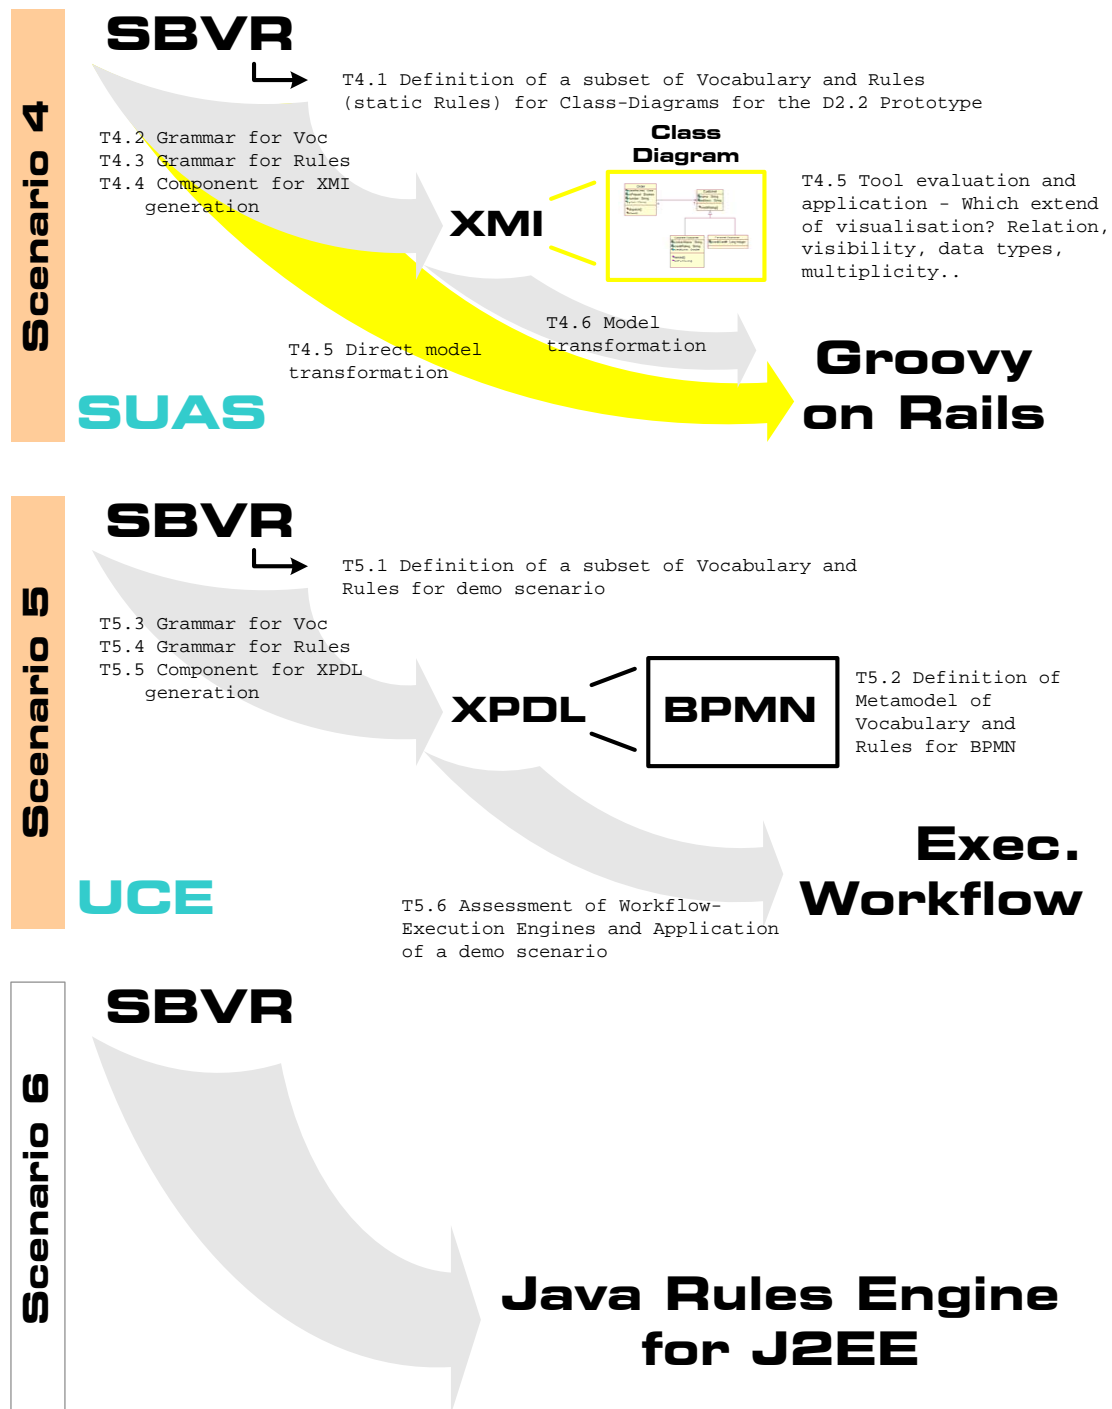 Scenario 4
SBVR
T4.1 Definition of a subset of Vocabulary and Rules
(static Rules) for Class-Diagrams for the D2.2 Prototype
T4.2 Grammar for Voc
T4.3 Grammar for Rules
T4.4 Component for XMI
generation
XMI
Class
Diagram
T4.5 Tool evaluation and
application - Which extend
of visualisation? Relation,
visibility, data types,
multiplicity..
T4.5 Direct model
transformation
T4.6 Model
transformation
Groovy
on Rails
SUAS
Scenario 5
SBVR
T5.1 Definition of a subset of Vocabulary and
Rules for demo scenario
T5.3 Grammar for Voc
T5.4 Grammar for Rules
T5.5 Component for XPDL
generation
XPDL
BPMN
T5.2 Definition of
Metamodel of
Vocabulary and
Rules for BPMN
Exec.
Workflow
UCE
T5.6 Assessment of Workflow-
Execution Engines and Application
of a demo scenario
Scenario 6
SBVR
Java Rules Engine
for J2EE